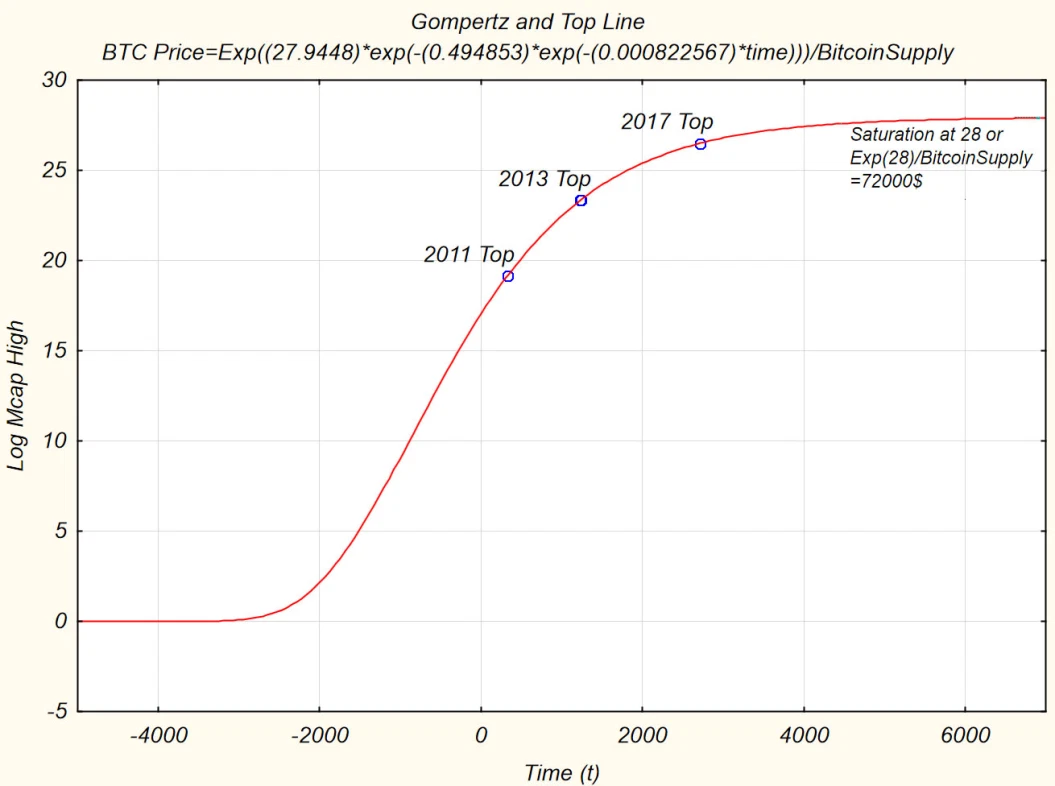 Gompertz and Top Line
BTC Price=Exp((27.9448)*exp(-(0.494853)*exp(-(0.000822567)*time)))/BitcoinSupply
30
25
20
15
10
5
0
-5
Log Mcap High
2017 Top
2013 Top
2011 Top
Saturation at 28 or
Exp(28)/BitcoinSupply
=72000$
-4000
-2000
0
2000
4000
6000
Time (t)